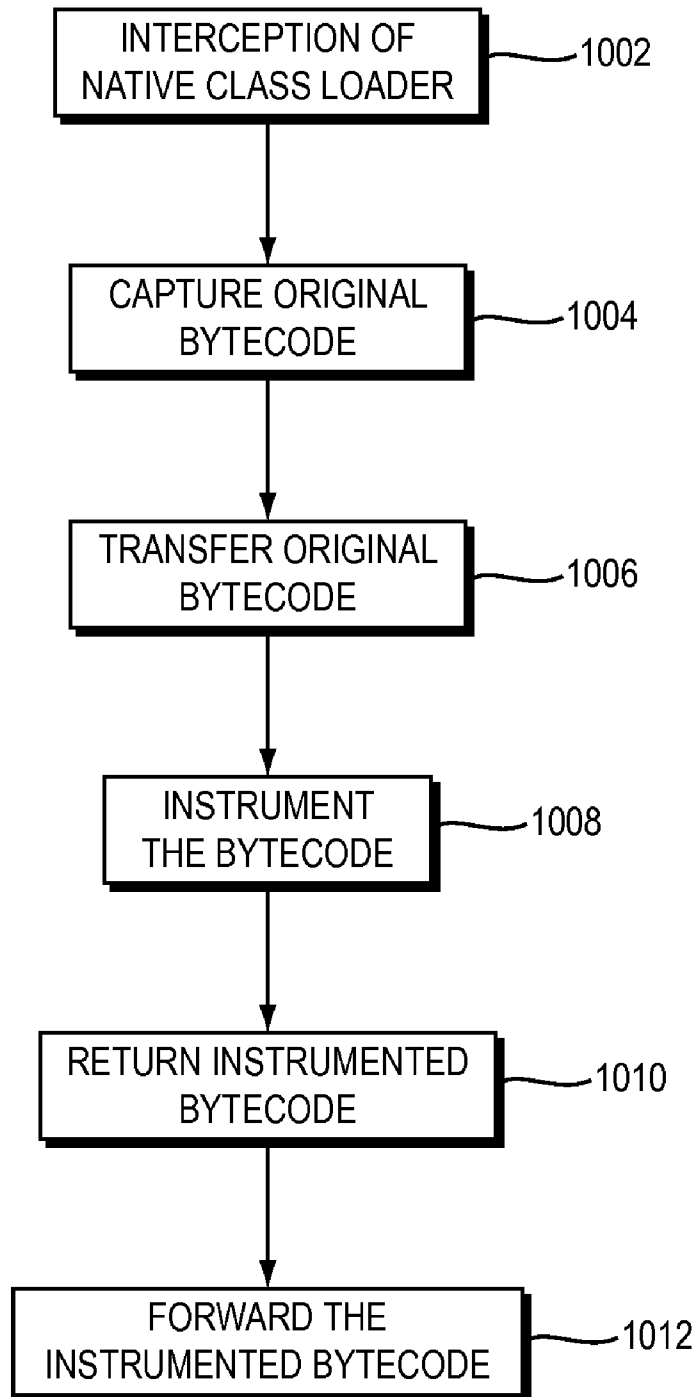 INTERCEPTION OF
NATIVE CLASS LOADER
1002
CAPTURE ORIGINAL
BYTECODE
1004
TRANSFER ORIGINAL
BYTECODE
1006
INSTRUMENT
THE BYTECODE
1008
RETURN INSTRUMENTED
BYTECODE
1010
FORWARD THE
INSTRUMENTED BYTECODE
1012